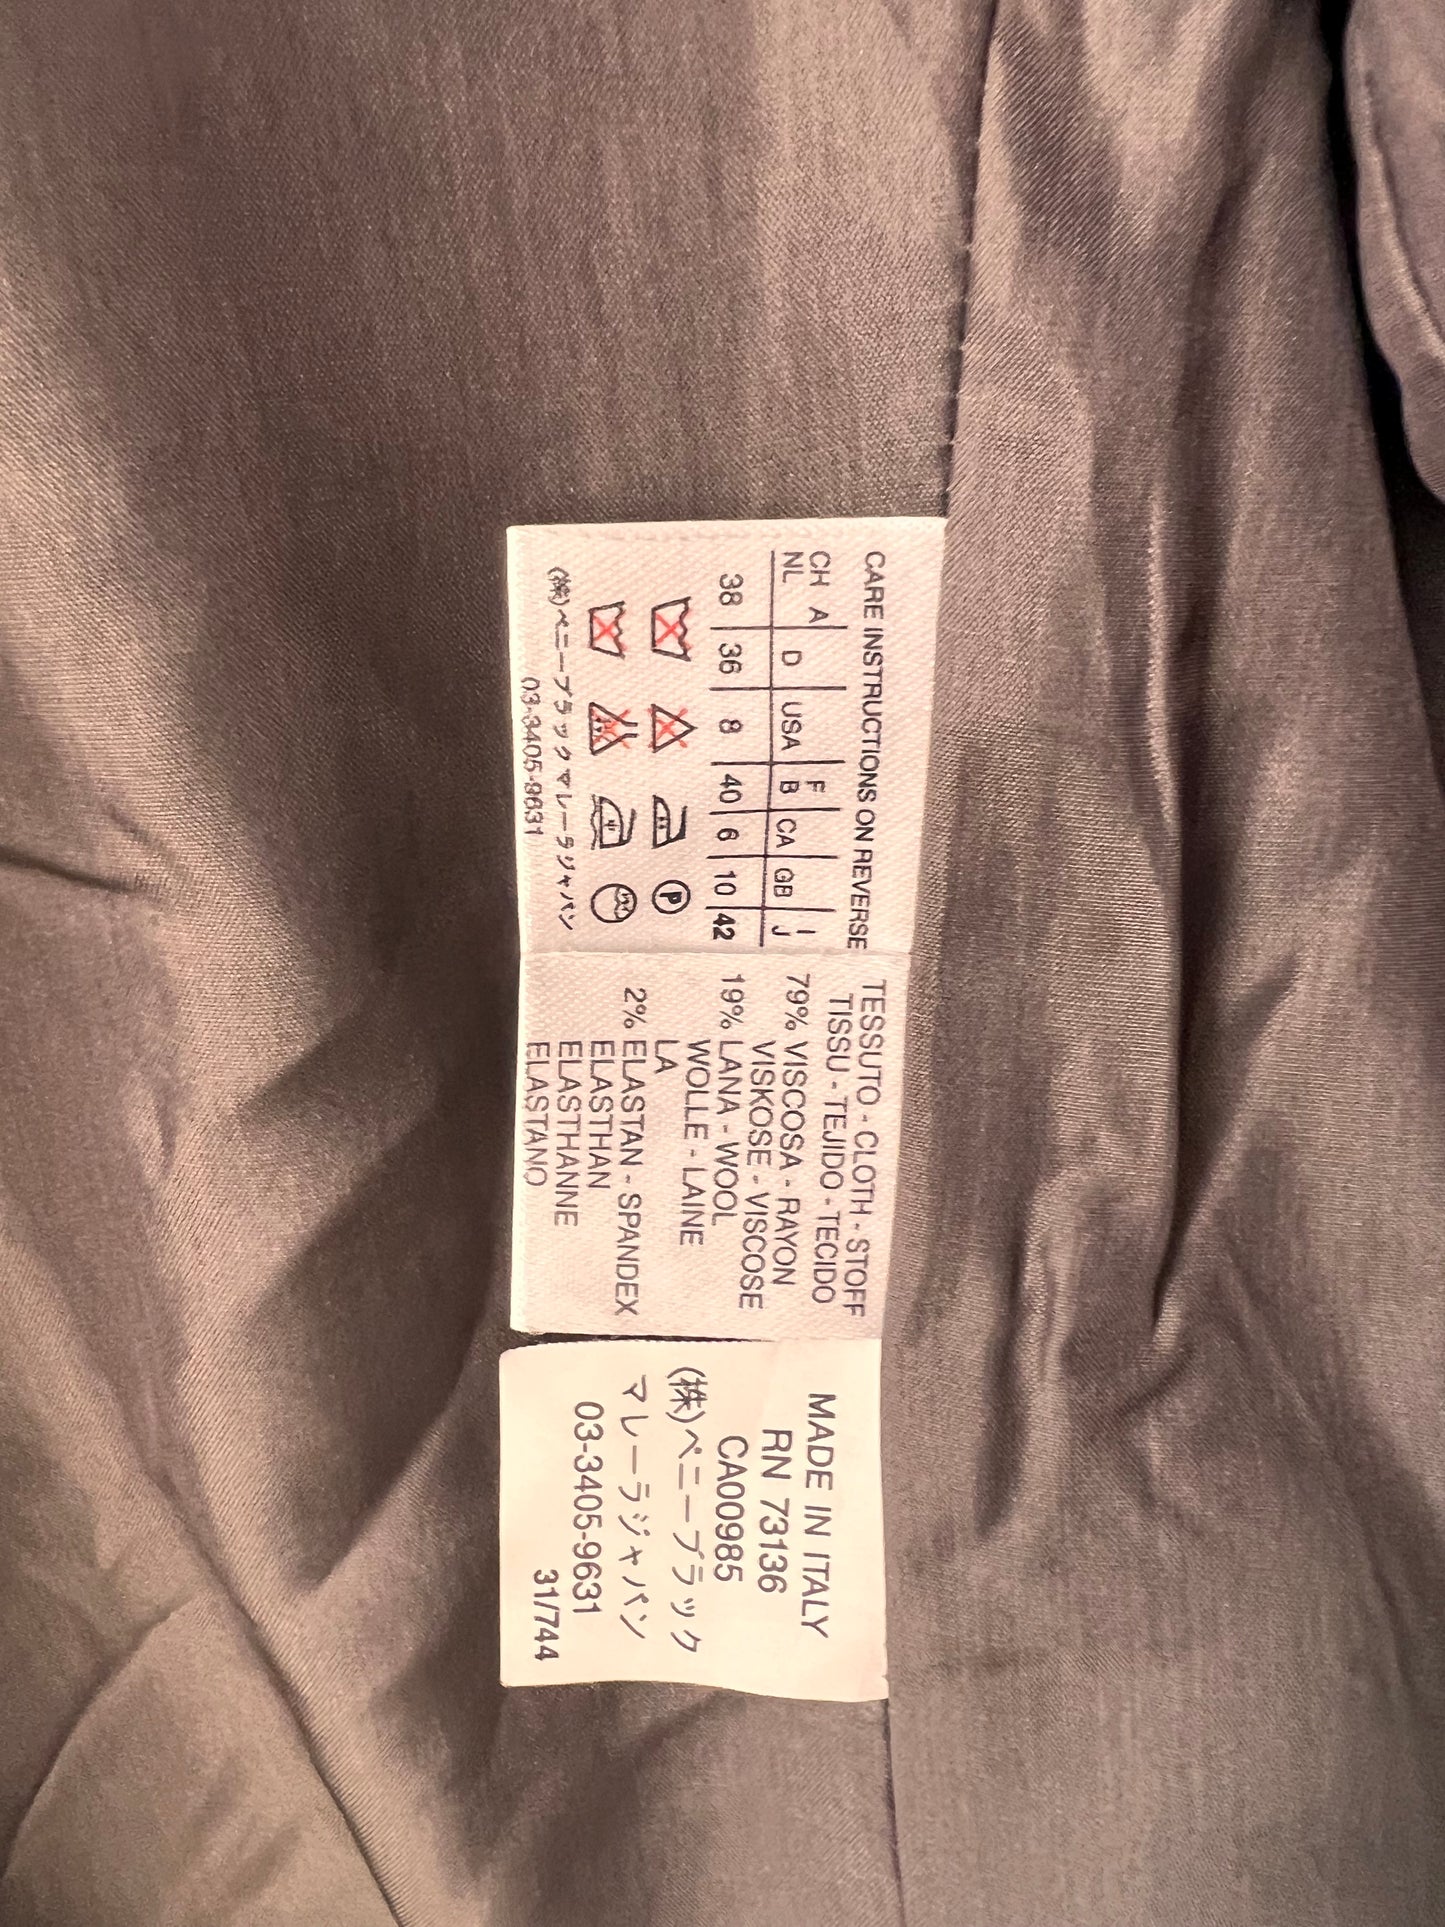 CARE INSTRUCTIONS ON REVERSE
CH A D USA F B CA GB I
NL J
38 36 8 40 6 10 42
P
(株)ペニーブラックマレーラジャパン
03-3405-9631
TESSUTO - CLOTH - STOFF
TISSU - TEJIDO - TECIDO
79% VISCOSA - RAYON
VISKOSE - VISCOSE
19% LANA - WOOL
WOLLE - LAINE
LA
2% ELASTAN - SPANDEX
ELASTHAN
ELASTHANNE
ELASTANO
MADE IN ITALY
RN 73136
CA00985
(株)ペニーブラック
マレーラジャパン
03-3405-9631
31/744